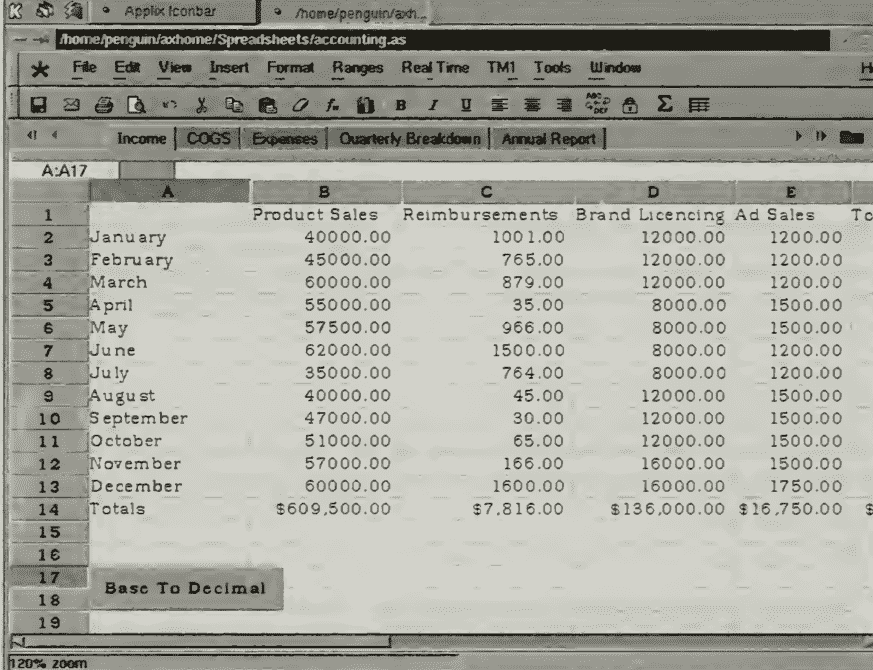 Applix Iconbar /home/penguin/axh...
/home/penguin/axhome/Spreadsheets/accounting.as
File Edit View Insert Format Ranges Real Time TM1 Tools Window
B I U
Income COGS Expenses Quarterly Breakdown Annual Report
A:A17
A B C D E
1 Product Sales Reimbursements Brand Licencing Ad Sales
2 January 40000.00 1001.00 12000.00 1200.00
3 February 45000.00 765.00 12000.00 1200.00
4 March 60000.00 879.00 12000.00 1200.00
5 April 55000.00 35.00 8000.00 1500.00
6 May 57500.00 966.00 8000.00 1500.00
7 June 62000.00 1500.00 8000.00 1200.00
8 July 35000.00 764.00 8000.00 1200.00
9 August 40000.00 45.00 12000.00 1500.00
10 September 47000.00 30.00 12000.00 1500.00
11 October 51000.00 65.00 12000.00 1500.00
12 November 57000.00 166.00 16000.00 1500.00
13 December 60000.00 1600.00 16000.00 1750.00
14 Totals $609,500.00 $7,816.00 $136,000.00 $16,750.00
15
16
17
Base To Decimal
18
19
120% zoom